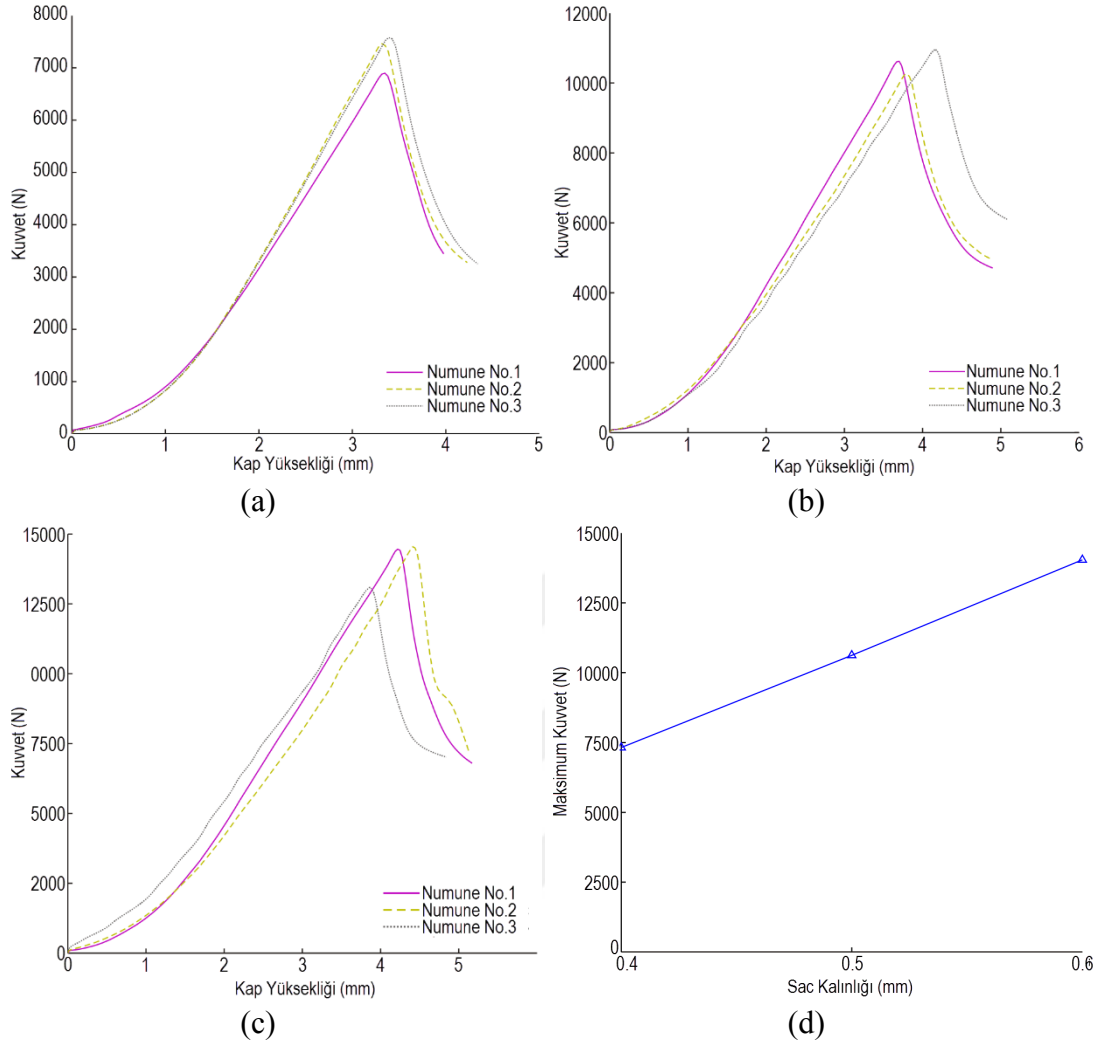 8000
7000
6000
5000
4000
3000
2000
1000
0
Kuvvet (N)
0 1 2 3 4 5
Kap Yüksekliği (mm)
Numune No.1
Numune No.2
Numune No.3
(a)
12000
10000
8000
6000
4000
2000
0
Kuvvet (N)
0 1 2 3 4 5 6
Kap Yüksekliği (mm)
Numune No.1
Numune No.2
Numune No.3
(b)
15000
12500
0000
7500
5000
2000
0
Kuvvet (N)
0 1 2 3 4 5
Kap Yüksekliği (mm)
Numune No.1
Numune No.2
Numune No.3
(c)
15000
12500
10000
7500
5000
2500
0
Maksimum Kuvvet (N)
0.4 0.5 0.6
Sac Kalınlığı (mm)
(d)